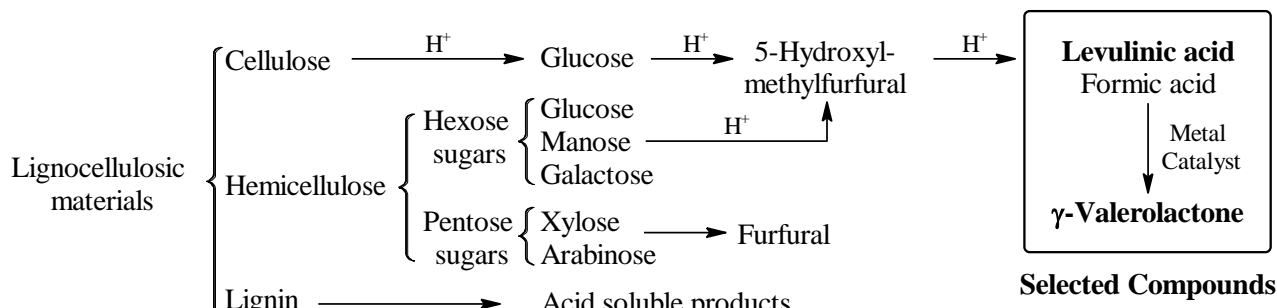 Cellulose
H+
Glucose
H+
5-Hydroxyl-
methylfurfural
H+
Levulinic acid
Formic acid
Metal
Catalyst
γ-Valerolactone
Selected Compounds
Lignocellulosic
materials
Hemicellulose
Hexose
sugars
Glucose
Manose
Galactose
H+
Pentose
sugars
Xylose
Arabinose
Furfural
Lignin
Acid soluble products